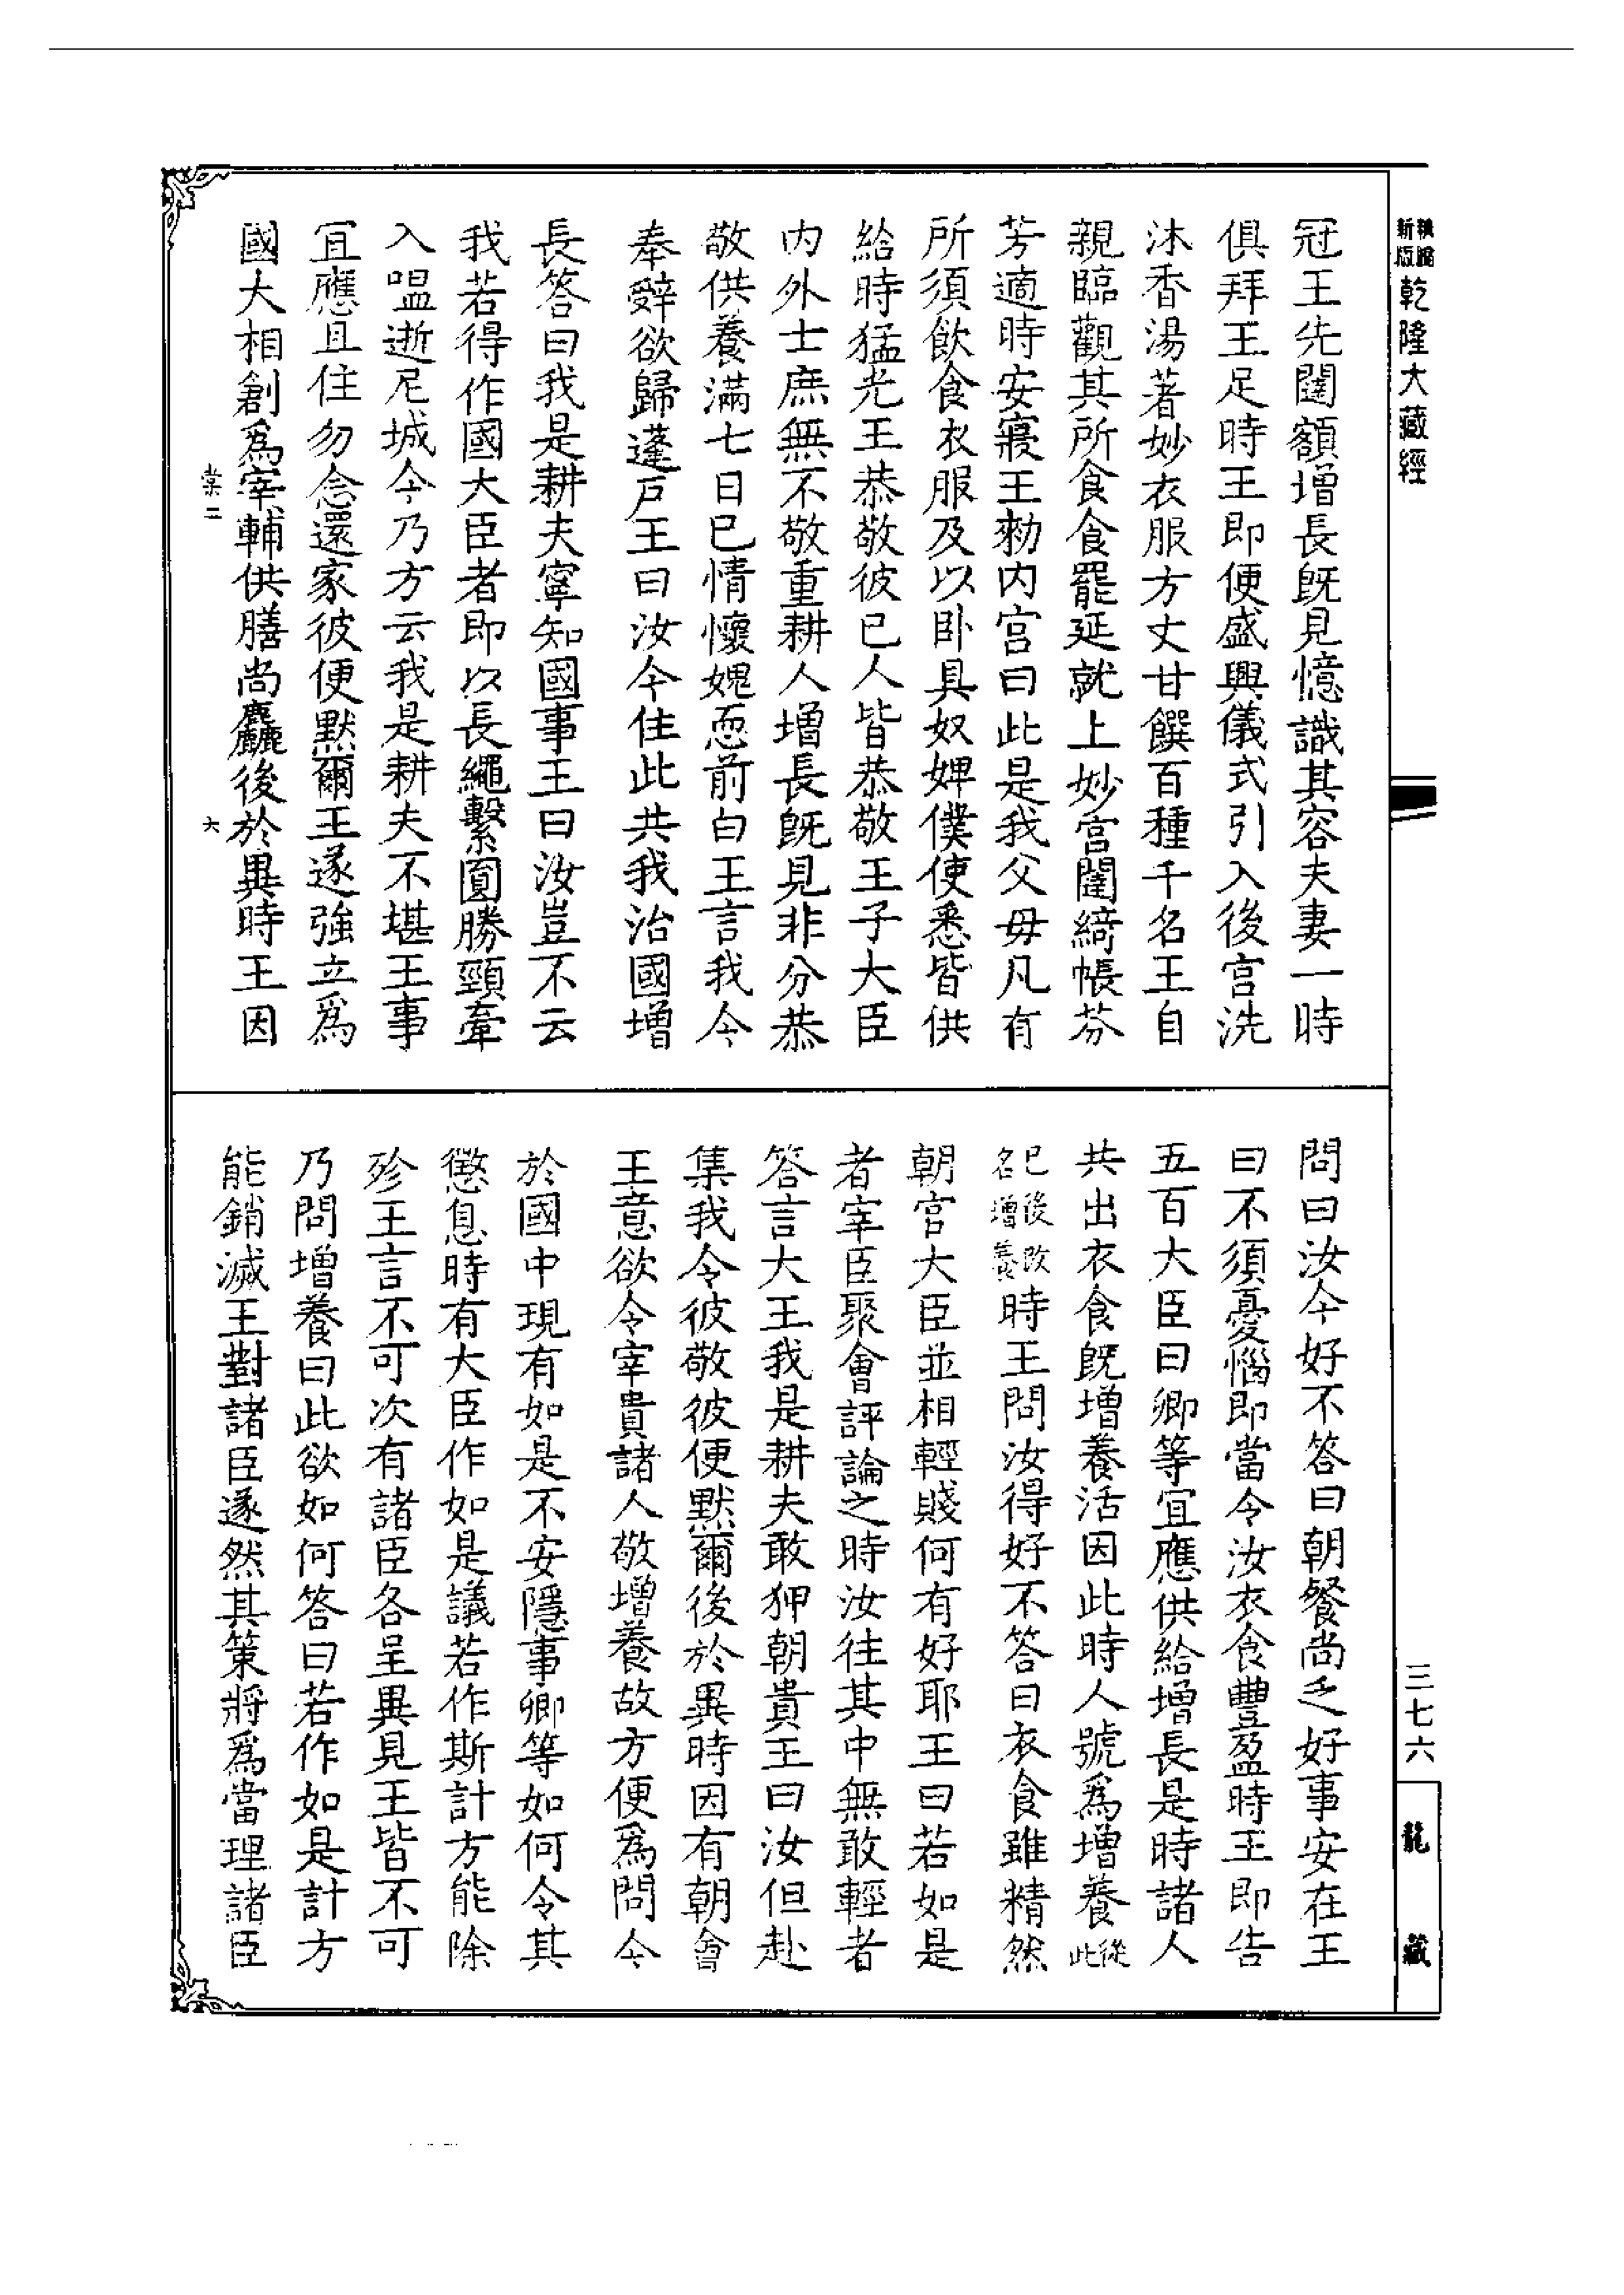 新版
乾隆大藏經
冠王先闊額增長既見憶識其容夫妻一時
俱拜王足時王即便盛興儀式引入後宮洗
沐香湯著妙衣服方丈甘饌百種千名王自
親臨觀其所食食罷延就上妙宮闈綺帳芬
芳適時安寢王勑内宮曰此是我父母凡有
所須飲食衣服及以卧具奴婢僕使悉皆供
給時猛光王恭敬彼已人皆恭敬王子大臣
内外士庶無不敬重耕人增長既見非分恭
敬供養滿七日已情懷媿恧前白王言我今
奉辭欲歸蓬戸王曰汝今住此共我治國增
長答曰我是耕夫寧知國事王曰汝豈不云
我若得作國大臣者即以長繩繫圓勝頸牽
入嗢逝尼城今乃方云我是耕夫不堪王事
宜應且住勿念還家彼便默爾王遂強立爲
國大相創爲宰輔供膳尚麤後於異時王因
棠二
六
問曰汝今好不答曰朝餐尚乏好事安在王
曰不須憂惱即當令汝衣食豐盈時王即告
五百大臣曰卿等宜應供給增長是時諸人
共出衣食既增養活因此時人號爲增養從此
已後改名增養時王問汝得好不答曰衣食雖精然
朝官大臣並相輕賤何有好耶王曰若如是
者宰臣聚會評論之時汝往其中無敢輕者
答言大王我是耕夫敢狎朝貴王曰汝但赴
集我令彼敬彼便默爾後於異時因有朝會
王意欲令宰貴諸人敬增養故方便爲問今
於國中現有如是不安隱事卿等如何令其
懲息時有大臣作如是議若作斯計方能除
殄王言不可次有諸臣各呈異見王皆不可
乃問增養曰此欲如何答曰若作如是計方
能銷滅王對諸臣遂然其策將爲當理諸臣
三七六
龍藏